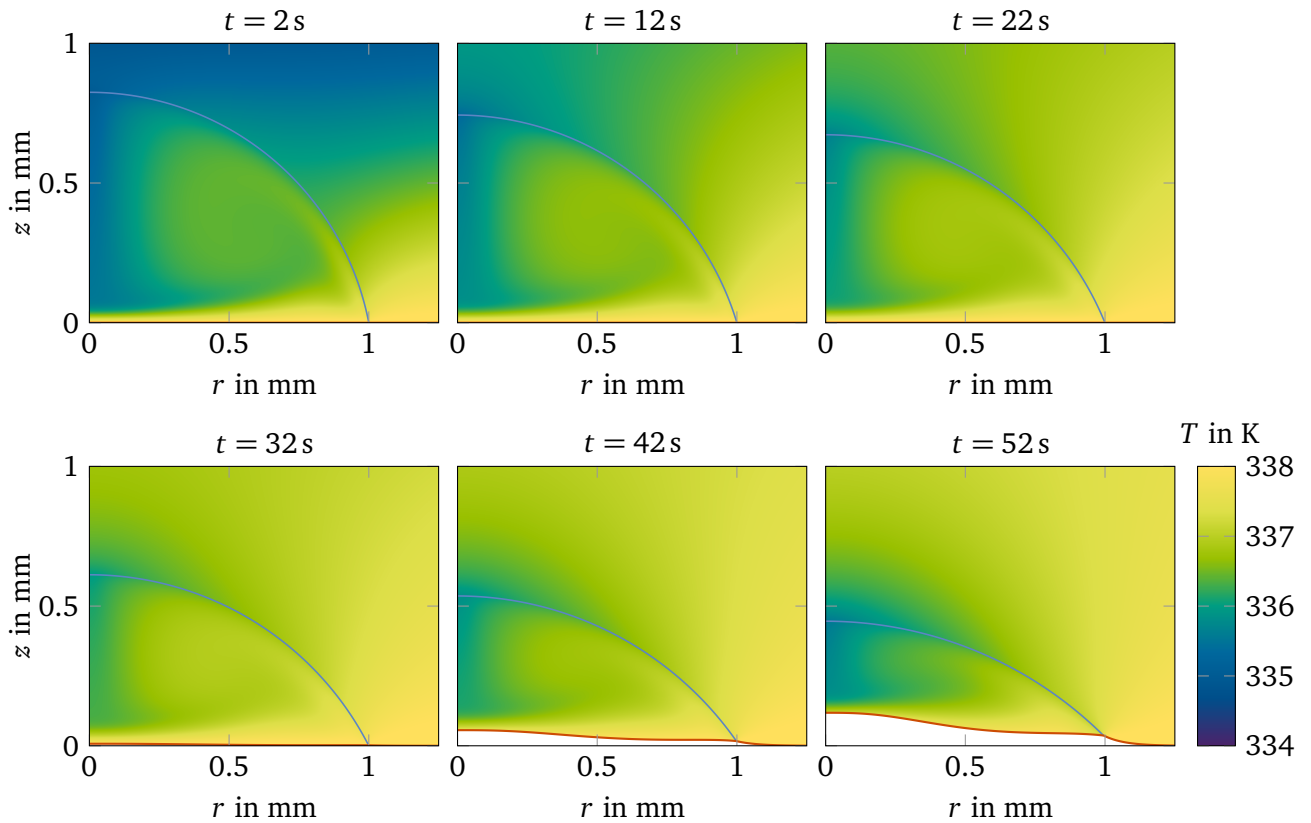 t = 2 s t = 12 s t = 22 s
1
0.5
0
z in mm
0 0.5 1 0 0.5 1 0 0.5 1
r in mm r in mm r in mm
t = 32 s t = 42 s t = 52 s
T in K
1
0.5
0
z in mm
338
337
336
335
334
0 0.5 1 0 0.5 1 0 0.5 1
r in mm r in mm r in mm